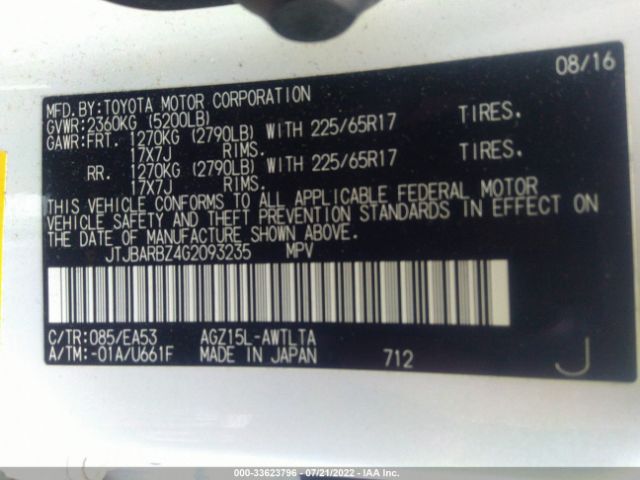 08/16
MFD.BY:TOYOTA MOTOR CORPORATION
GVWR:2360KG (5200LB)
GAWR:FRT. 1270KG (2790LB) WITH 225/65R17 TIRES.
17X7J RIMS.
RR. 1270KG (2790LB) WITH 225/65R17 TIRES.
17X7J RIMS.
THIS VEHICLE CONFORMS TO ALL APPLICABLE FEDERAL MOTOR
VEHICLE SAFETY AND THEFT PREVENTION STANDARDS IN EFFECT ON
THE DATE OF MANUFACTURE SHOWN ABOVE.
JTJBARBZ4G2093235 MPV
C/TR:085/EA53 AGZ15L-AWTLTA
A/TM:-01A/U661F MADE IN JAPAN 712 J
000-33623796 - 07/21/2022 - IAAI.com